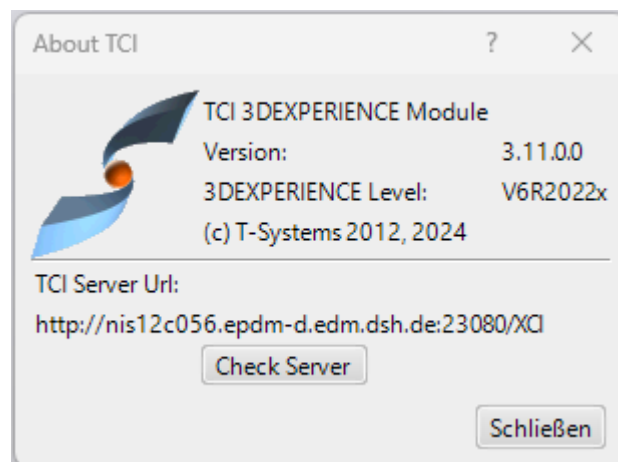 About TCI ?
TCI 3DEXPERIENCE Module
Version: 3.11.0.0
3DEXPERIENCE Level: V6R2022x
(c) T-Systems 2012, 2024
TCI Server Url:
http://nis12c056.epdm-d.edm.dsh.de:23080/XCI
Check Server
Schließen